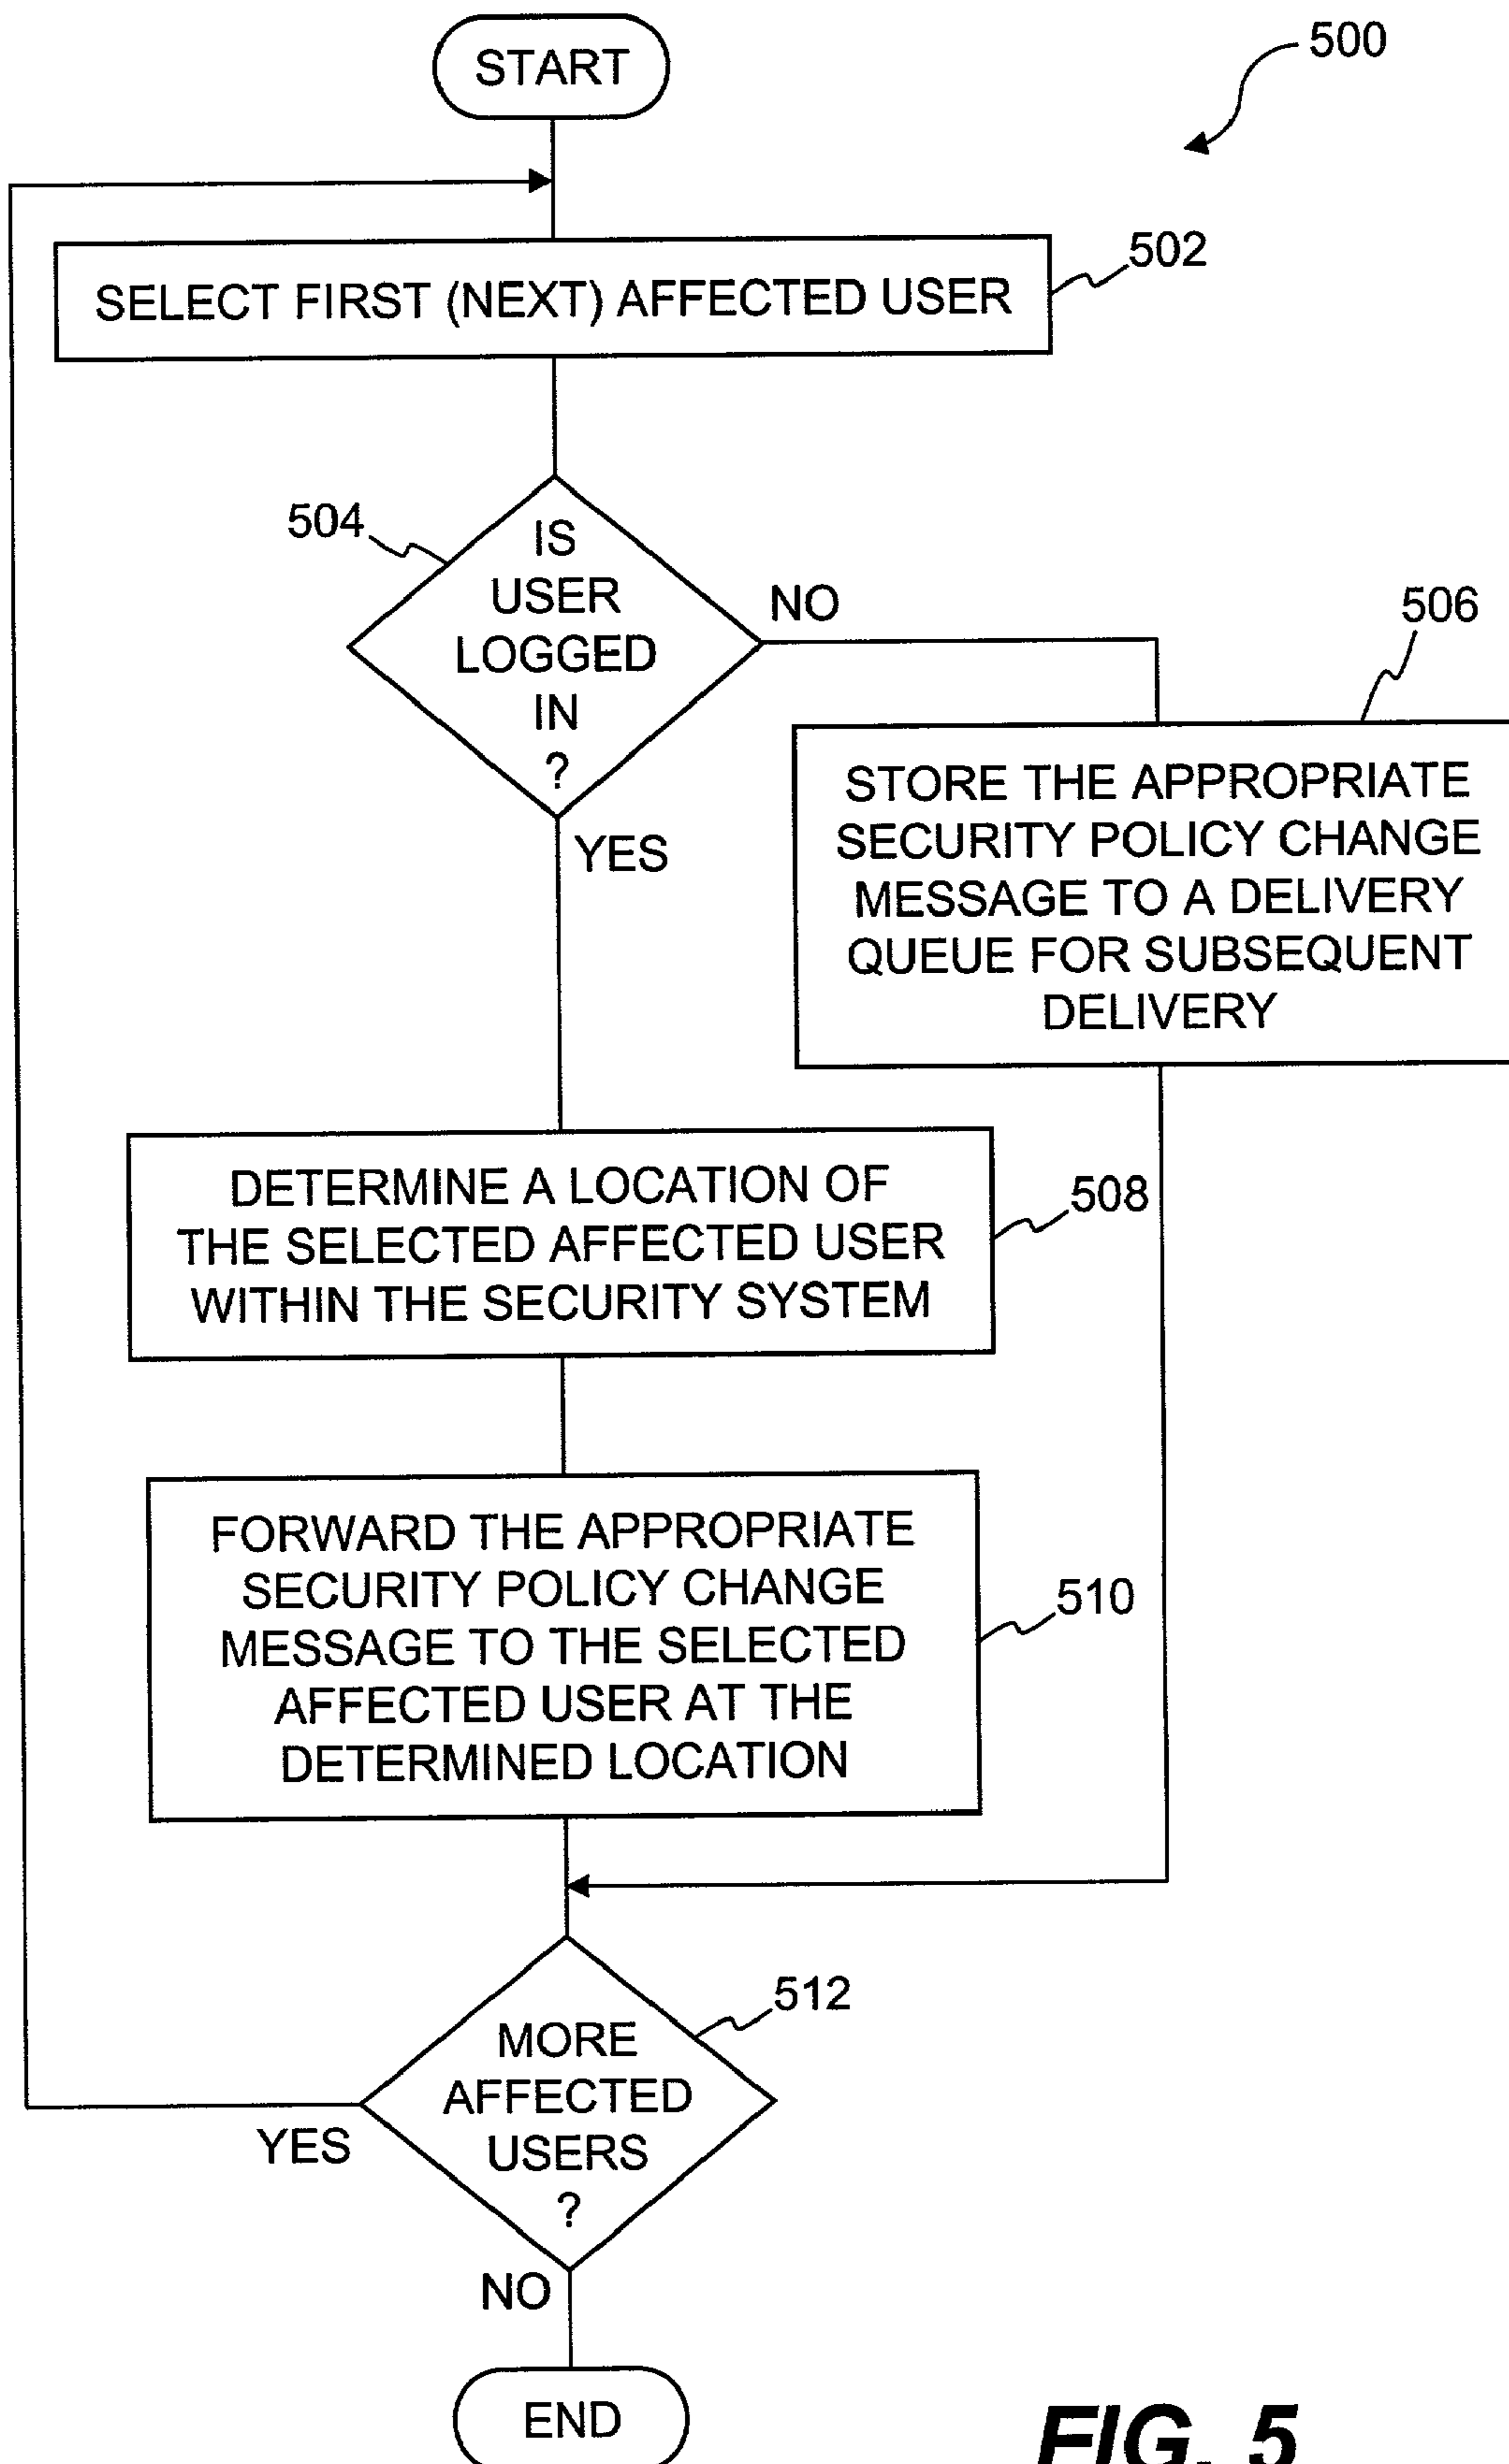 START
500
502
SELECT FIRST (NEXT) AFFECTED USER
504
IS
USER
LOGGED
IN
?
NO
YES
506
STORE THE APPROPRIATE
SECURITY POLICY CHANGE
MESSAGE TO A DELIVERY
QUEUE FOR SUBSEQUENT
DELIVERY
DETERMINE A LOCATION OF
THE SELECTED AFFECTED USER
WITHIN THE SECURITY SYSTEM
508
FORWARD THE APPROPRIATE
SECURITY POLICY CHANGE
MESSAGE TO THE SELECTED
AFFECTED USER AT THE
DETERMINED LOCATION
510
512
MORE
AFFECTED
USERS
?
YES
NO
END
FIG. 5